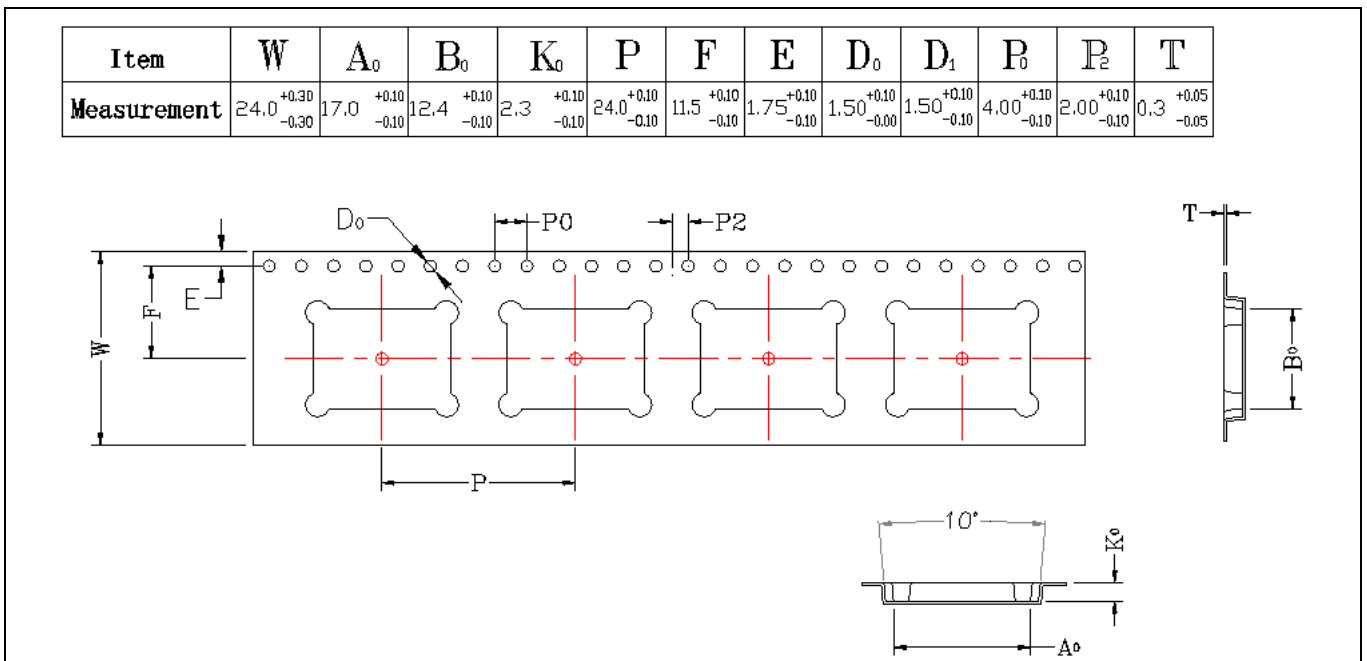 Item W A₀ B₀ K₀ P F E D₀ D₁ P₀ P₂ T
Measurement 24.0 +0.30 -0.30 17.0 +0.10 -0.10 12.4 +0.10 -0.10 2.3 +0.10 -0.10 24.0 +0.10 -0.10 11.5 +0.10 -0.10 1.75 +0.10 -0.10 1.50 +0.10 -0.00 1.50 +0.10 -0.10 4.00 +0.10 -0.10 2.00 +0.10 -0.10 0.3 +0.05 -0.05
D₀ P0 P2 T
E
F
W
B₀
P
10°
K₀
A₀